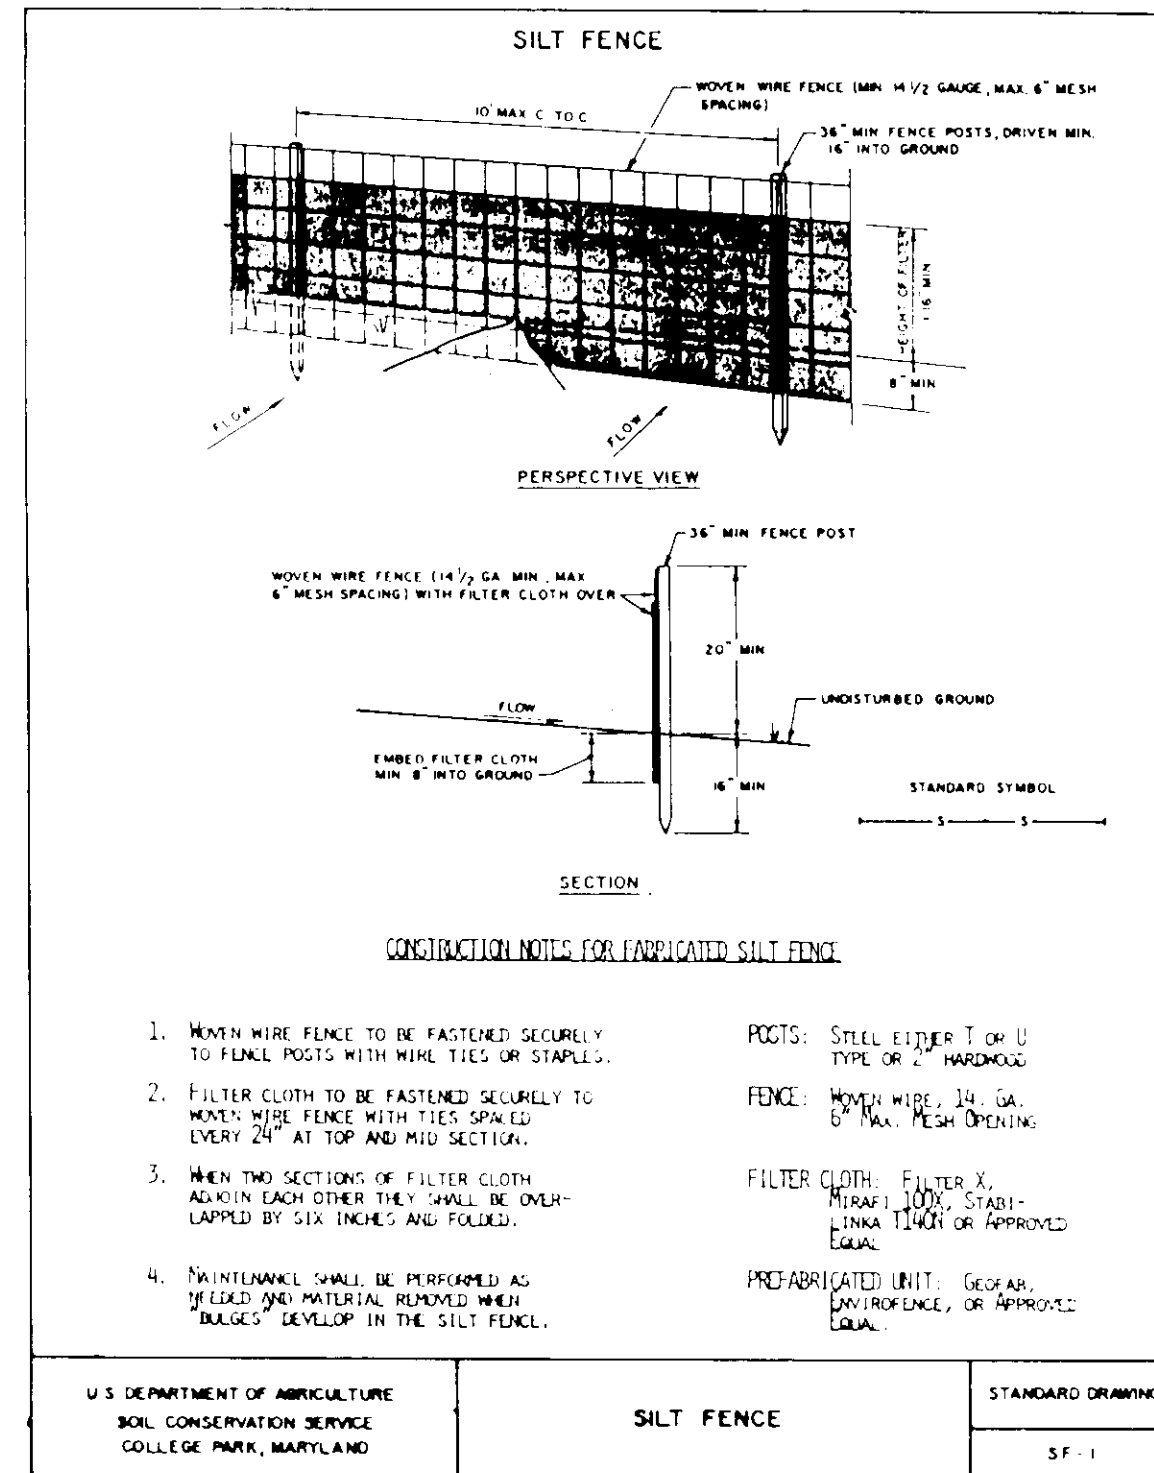 SILT FENCE
WOVEN WIRE FENCE (MIN 14 1/2 GAUGE, MAX. 6" MESH
SPACING)
10' MAX C TO C
36" MIN FENCE POSTS, DRIVEN MIN.
16" INTO GROUND
HEIGHT OF FILTER
16" MIN
8" MIN
FLOW
FLOW
PERSPECTIVE VIEW
36" MIN FENCE POST
WOVEN WIRE FENCE (14 1/2 GA MIN, MAX
6" MESH SPACING) WITH FILTER CLOTH OVER
20" MIN
FLOW
UNDISTURBED GROUND
EMBED FILTER CLOTH
MIN 8" INTO GROUND
16" MIN
STANDARD SYMBOL
S S
SECTION
CONSTRUCTION NOTES FOR FABRICATED SILT FENCE
1. WOVEN WIRE FENCE TO BE FASTENED SECURELY
TO FENCE POSTS WITH WIRE TIES OR STAPLES.
2. FILTER CLOTH TO BE FASTENED SECURELY TO
WOVEN WIRE FENCE WITH TIES SPACED
EVERY 24" AT TOP AND MID SECTION.
3. WHEN TWO SECTIONS OF FILTER CLOTH
ADJOIN EACH OTHER THEY SHALL BE OVER-
LAPPED BY SIX INCHES AND FOLDED.
4. MAINTENANCE SHALL BE PERFORMED AS
NEEDED AND MATERIAL REMOVED WHEN
"BULGES" DEVELOP IN THE SILT FENCE.
POSTS: STEEL EITHER T OR U
TYPE OR 2" HARDWOOD
FENCE: WOVEN WIRE, 14. GA.
6" MAX. MESH OPENING
FILTER CLOTH: FILTER X,
MIRAFI 100X, STABI-
LINKA T140N OR APPROVED
EQUAL
PREFABRICATED UNIT: GEOFAB,
ENVIROFENCE, OR APPROVED
EQUAL.
U S DEPARTMENT OF AGRICULTURE
SOIL CONSERVATION SERVICE
COLLEGE PARK, MARYLAND
SILT FENCE
STANDARD DRAWING
SF - 1